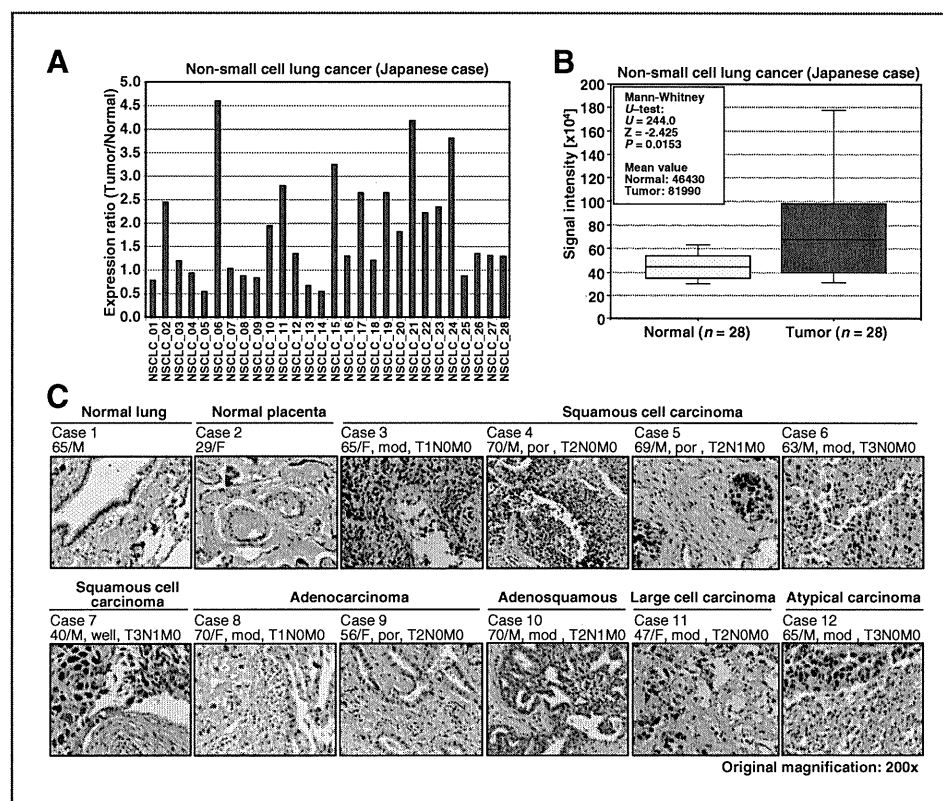 A
Non-small cell lung cancer (Japanese case)
Expression ratio (Tumor/Normal)
5.0
4.5
4.0
3.5
3.0
2.5
2.0
1.5
1.0
0.5
0.0
NSCLC_01
NSCLC_02
NSCLC_03
NSCLC_04
NSCLC_05
NSCLC_06
NSCLC_07
NSCLC_08
NSCLC_09
NSCLC_10
NSCLC_11
NSCLC_12
NSCLC_13
NSCLC_14
NSCLC_15
NSCLC_16
NSCLC_17
NSCLC_18
NSCLC_19
NSCLC_20
NSCLC_21
NSCLC_22
NSCLC_23
NSCLC_24
NSCLC_25
NSCLC_26
NSCLC_27
NSCLC_28
B
Non-small cell lung cancer (Japanese case)
Signal intensity [x10⁴]
200
180
160
140
120
100
80
60
40
20
0
Mann-Whitney
U–test:
U = 244.0
Z = -2.425
P = 0.0153
Mean value
Normal: 46430
Tumor: 81990
Normal (n = 28)
Tumor (n = 28)
C
Normal lung
Case 1
65/M
Normal placenta
Case 2
29/F
Squamous cell carcinoma
Case 3
65/F, mod, T1N0M0
Case 4
70/M, por , T2N0M0
Case 5
69/M, por , T2N1M0
Case 6
63/M, mod, T3N0M0
Squamous cell
carcinoma
Case 7
40/M, well, T3N1M0
Adenocarcinoma
Case 8
70/F, mod, T1N0M0
Case 9
56/F, por, T2N0M0
Adenosquamous
Case 10
70/M, mod , T2N1M0
Large cell carcinoma
Case 11
47/F, mod , T2N0M0
Atypical carcinoma
Case 12
65/M, mod , T3N0M0
Original magnification: 200x